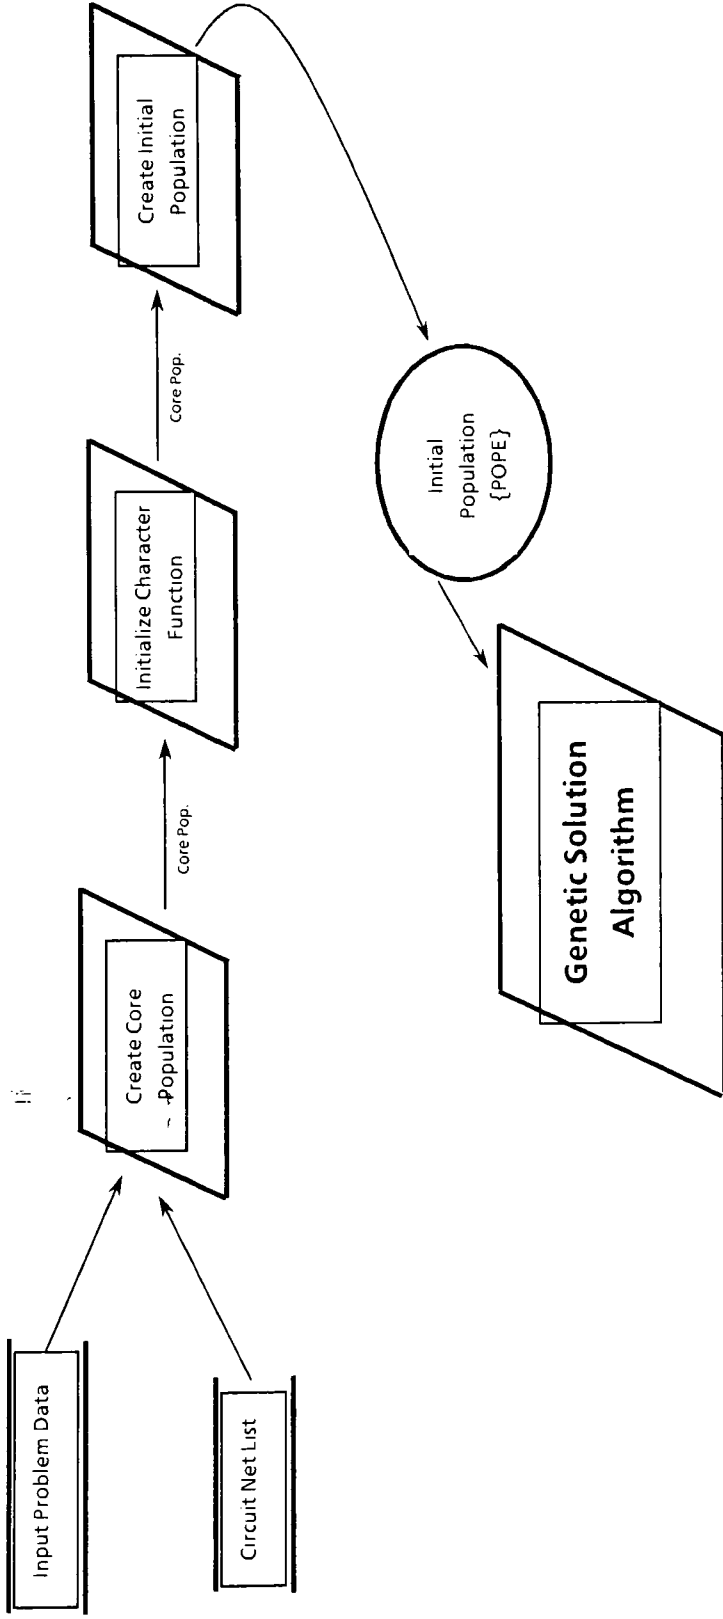 Input Problem Data
Circuit Net List
Create Core
Population
Core Pop.
Initialize Character
Function
Core Pop.
Create Initial
Population
Initial
Population
{POPE}
Genetic Solution
Algorithm